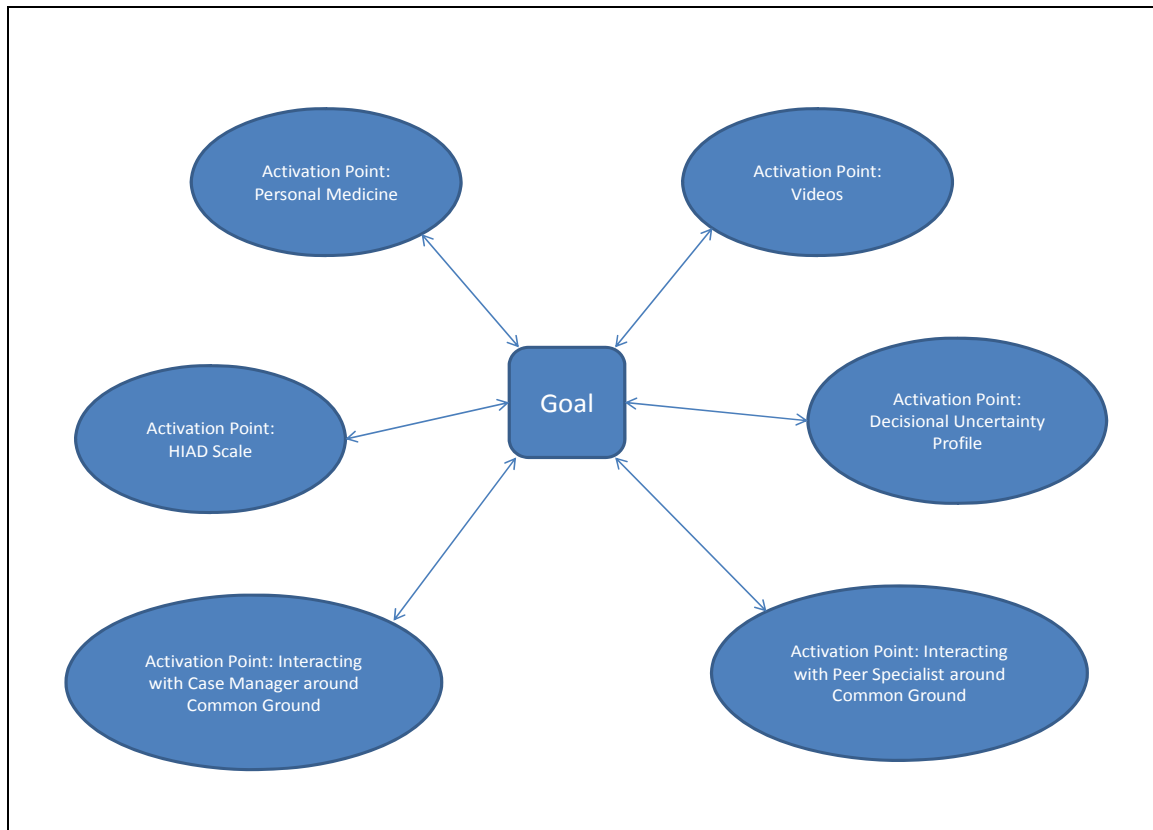 Activation Point:
Personal Medicine
Activation Point:
Videos
Goal
Activation Point:
HIAD Scale
Activation Point:
Decisional Uncertainty
Profile
Activation Point: Interacting
with Case Manager around
Common Ground
Activation Point: Interacting
with Peer Specialist around
Common Ground